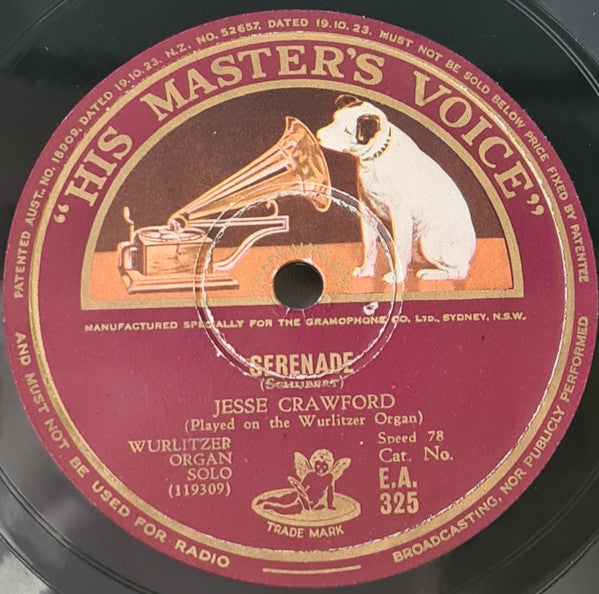 PATENTED AUST. NO. 18909, DATED 19.10.23. N.Z. NO. 52657, DATED 19.10.23. MUST NOT BE SOLD BELOW PRICE FIXED BY PATENTEE
"HIS MASTER'S VOICE"
MANUFACTURED SPECIALLY FOR THE GRAMOPHONE CO. LTD., SYDNEY, N.S.W.
SERENADE
(SCHUBERT)
JESSE CRAWFORD
(Played on the Wurlitzer Organ)
WURLITZER
ORGAN
SOLO
(119309)
Speed 78
Cat. No.
E.A.
325
TRADE MARK
AND MUST NOT BE USED FOR RADIO BROADCASTING, NOR PUBLICLY PERFORMED